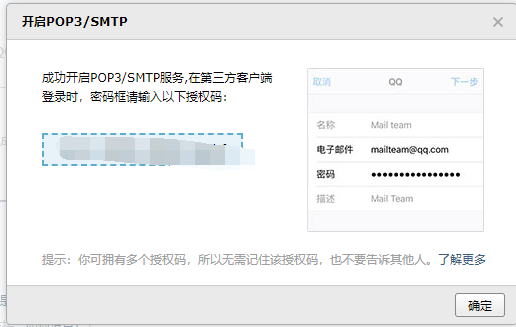 开启POP3/SMTP
成功开启POP3/SMTP服务,在第三方客户端
登录时，密码框请输入以下授权码：
取消 QQ 下一步
名称 Mail team
电子邮件 mailteam@qq.com
密码 ●●●●●●●●●●●●●●●●
描述 Mail Team
提示：你可拥有多个授权码，所以无需记住该授权码，也不要告诉其他人。了解更多
确定